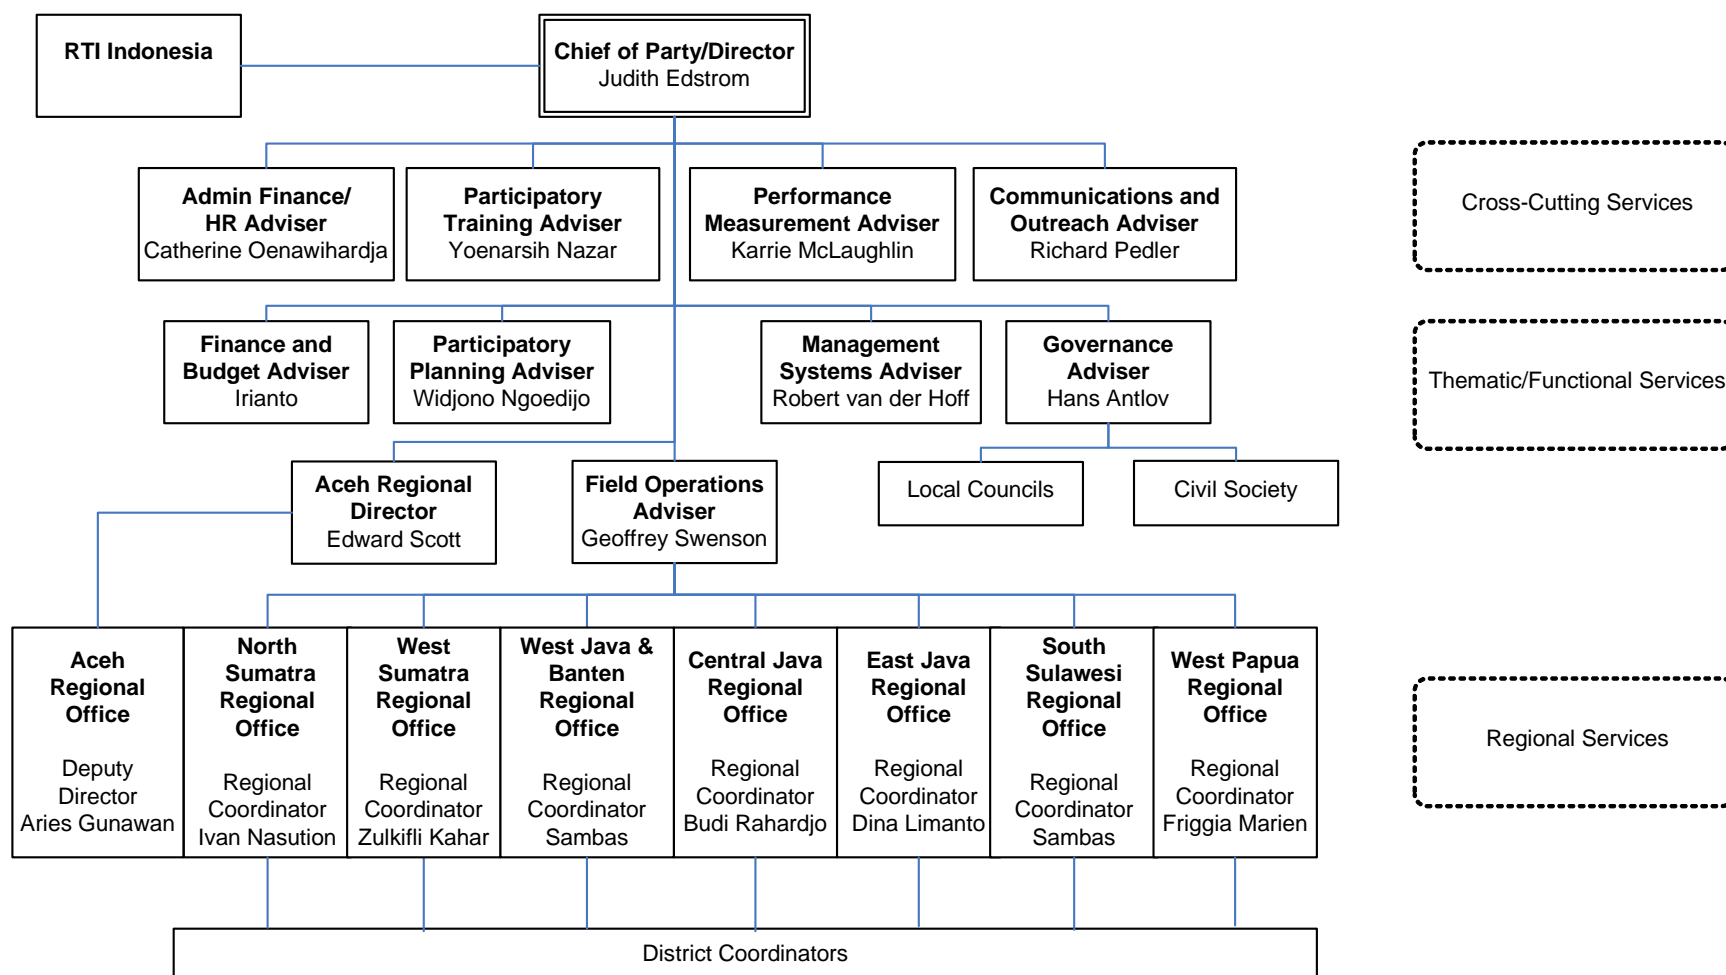 RTI Indonesia
Chief of Party/Director
Judith Edstrom
Admin Finance/
HR Adviser
Catherine Oenawihardja
Participatory
Training Adviser
Yoenarsih Nazar
Performance
Measurement Adviser
Karrie McLaughlin
Communications and
Outreach Adviser
Richard Pedler
Cross-Cutting Services
Finance and
Budget Adviser
Irianto
Participatory
Planning Adviser
Widjono Ngoedijo
Management
Systems Adviser
Robert van der Hoff
Governance
Adviser
Hans Antlov
Thematic/Functional Services
Aceh Regional
Director
Edward Scott
Field Operations
Adviser
Geoffrey Swenson
Local Councils
Civil Society
Aceh
Regional
Office
Deputy
Director
Aries Gunawan
North
Sumatra
Regional
Office
Regional
Coordinator
Ivan Nasution
West
Sumatra
Regional
Office
Regional
Coordinator
Zulkifli Kahar
West Java &
Banten
Regional
Office
Regional
Coordinator
Sambas
Central Java
Regional
Office
Regional
Coordinator
Budi Rahardjo
East Java
Regional
Office
Regional
Coordinator
Dina Limanto
South
Sulawesi
Regional
Office
Regional
Coordinator
Sambas
West Papua
Regional
Office
Regional
Coordinator
Friggia Marien
Regional Services
District Coordinators